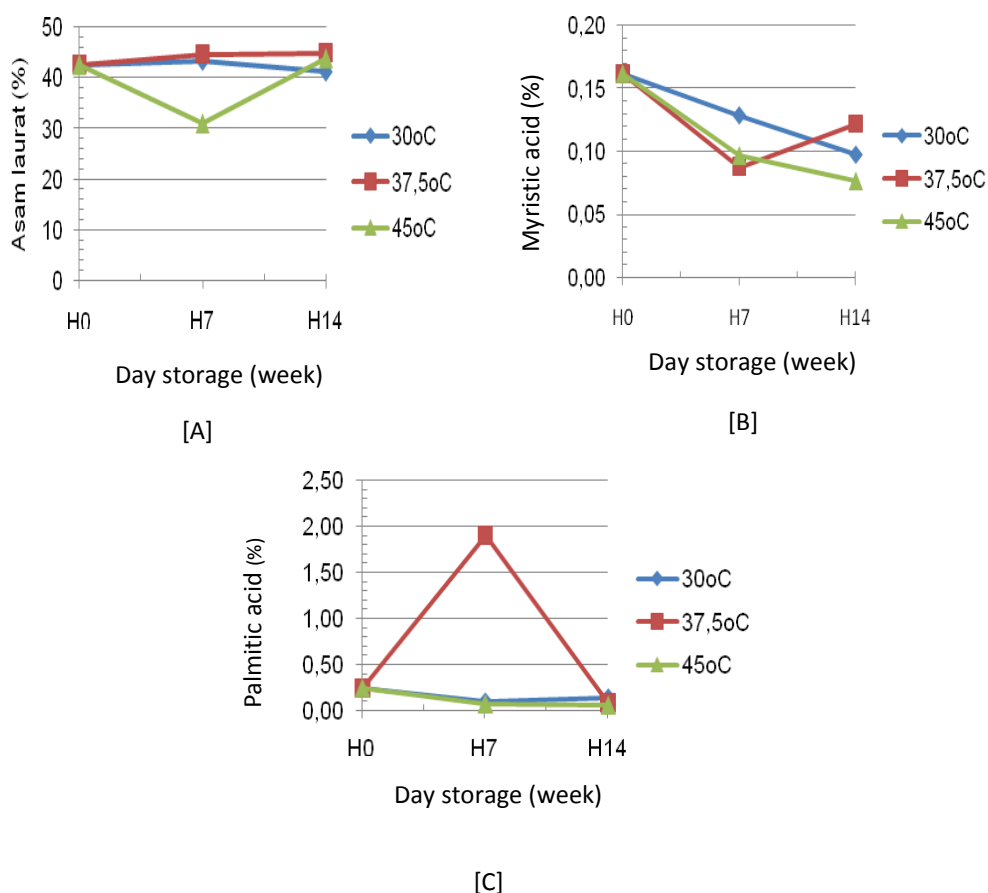 Asam laurat (%)
50
40
30
20
10
0
H0 H7 H14
Day storage (week)
30oC
37,5oC
45oC
[A]
Myristic acid (%)
0,20
0,15
0,10
0,05
0,00
H0 H7 H14
Day storage (week)
30oC
37,5oC
45oC
[B]
Palmitic acid (%)
2,50
2,00
1,50
1,00
0,50
0,00
H0 H7 H14
Day storage (week)
30oC
37,5oC
45oC
[C]